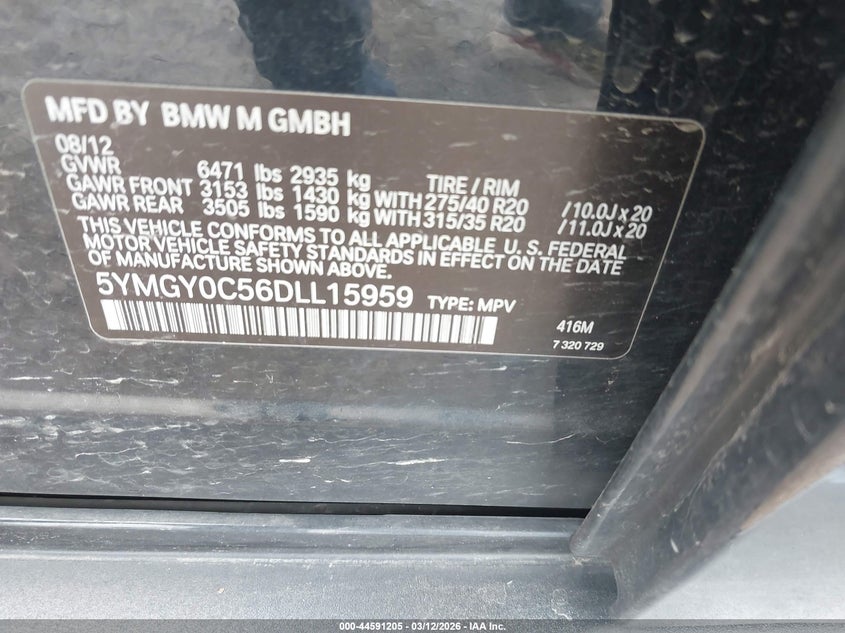 MFD BY BMW M GMBH
08/12
GVWR 6471 lbs 2935 kg TIRE / RIM
GAWR FRONT 3153 lbs 1430 kg WITH 275/40 R20 /10.0J x 20
GAWR REAR 3505 lbs 1590 kg WITH 315/35 R20 /11.0J x 20
THIS VEHICLE CONFORMS TO ALL APPLICABLE U. S. FEDERAL
MOTOR VEHICLE SAFETY STANDARDS IN EFFECT ON THE DATE
OF MANUFACTURE SHOWN ABOVE.
5YMGY0C56DLL15959 TYPE: MPV
416M
7 320 729
000-44591205 - 03/12/2026 - IAA Inc.